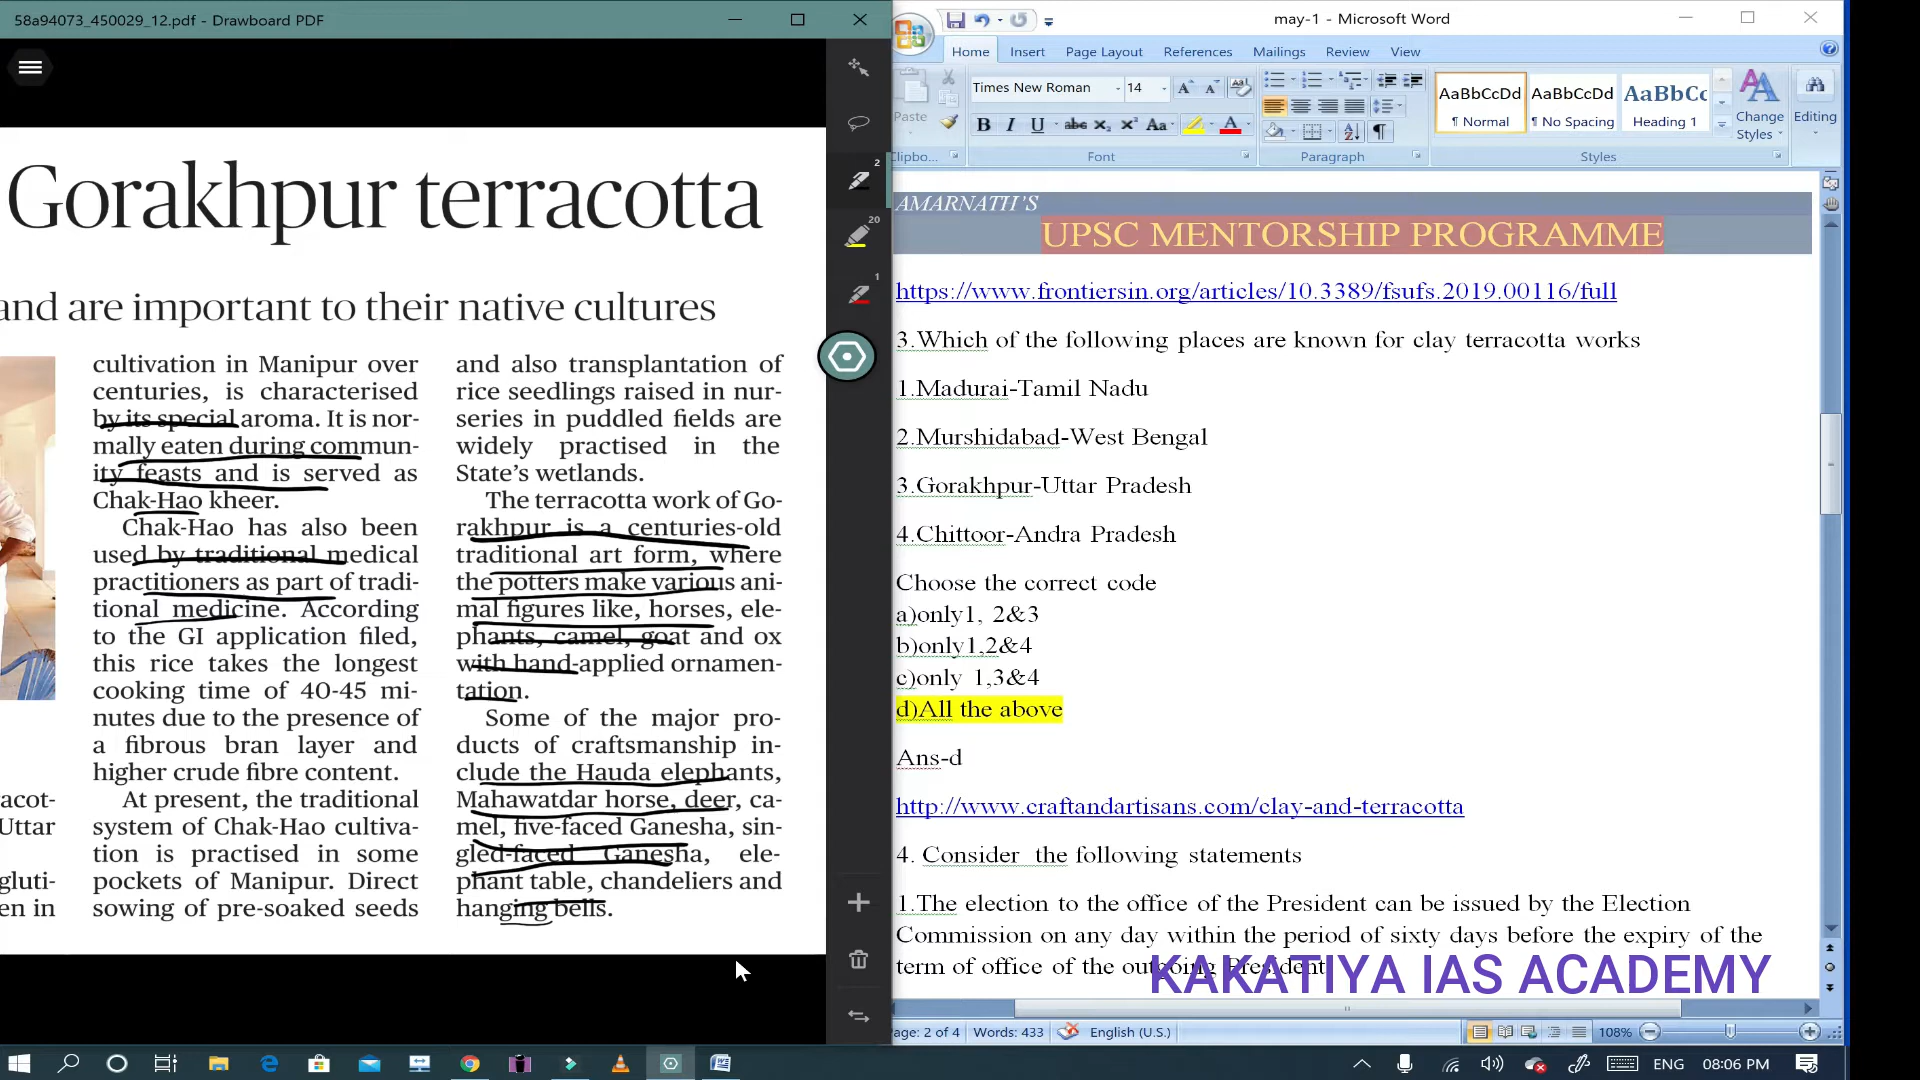 58a94073_450029_12.pdf - Drawboard PDF
Gorakhpur terracotta
and are important to their native cultures
cultivation in Manipur over
centuries, is characterised
by its special aroma. It is nor-
mally eaten during commun-
ity feasts and is served as
Chak-Hao kheer.
Chak-Hao has also been
used by traditional medical
practitioners as part of tradi-
tional medicine. According
to the GI application filed,
this rice takes the longest
cooking time of 40-45 mi-
nutes due to the presence of
a fibrous bran layer and
higher crude fibre content.
At present, the traditional
system of Chak-Hao cultiva-
tion is practised in some
pockets of Manipur. Direct
sowing of pre-soaked seeds
and also transplantation of
rice seedlings raised in nur-
series in puddled fields are
widely practised in the
State's wetlands.
The terracotta work of Go-
rakhpur is a centuries-old
traditional art form, where
the potters make various ani-
mal figures like, horses, ele-
phants, camel, goat and ox
with hand-applied ornamen-
tation.
Some of the major pro-
ducts of craftsmanship in-
clude the Hauda elephants,
Mahawatdar horse, deer, ca-
mel, five-faced Ganesha, sin-
gled-faced Ganesha, ele-
phant table, chandeliers and
hanging bells.
acot-
Uttar
gluti-
en in
2
20
1
may-1 - Microsoft Word
Home Insert Page Layout References Mailings Review View
Paste
Times New Roman 14
B I U abc x₂ x² Aa A
AaBbCcDd AaBbCcDd AaBbCc
¶ Normal ¶ No Spacing Heading 1
Change Styles
Editing
Clipbo... Font Paragraph Styles
AMARNATH'S
UPSC MENTORSHIP PROGRAMME
https://www.frontiersin.org/articles/10.3389/fsufs.2019.00116/full
3.Which of the following places are known for clay terracotta works
1.Madurai-Tamil Nadu
2.Murshidabad-West Bengal
3.Gorakhpur-Uttar Pradesh
4.Chittoor-Andra Pradesh
Choose the correct code
a)only1, 2&3
b)only1,2&4
c)only 1,3&4
d)All the above
Ans-d
http://www.craftandartisans.com/clay-and-terracotta
4. Consider the following statements
1.The election to the office of the President can be issued by the Election
Commission on any day within the period of sixty days before the expiry of the
term of office of the outgoing President
KAKATIYA IAS ACADEMY
Page: 2 of 4 Words: 433 English (U.S.) 108%
ENG 08:06 PM